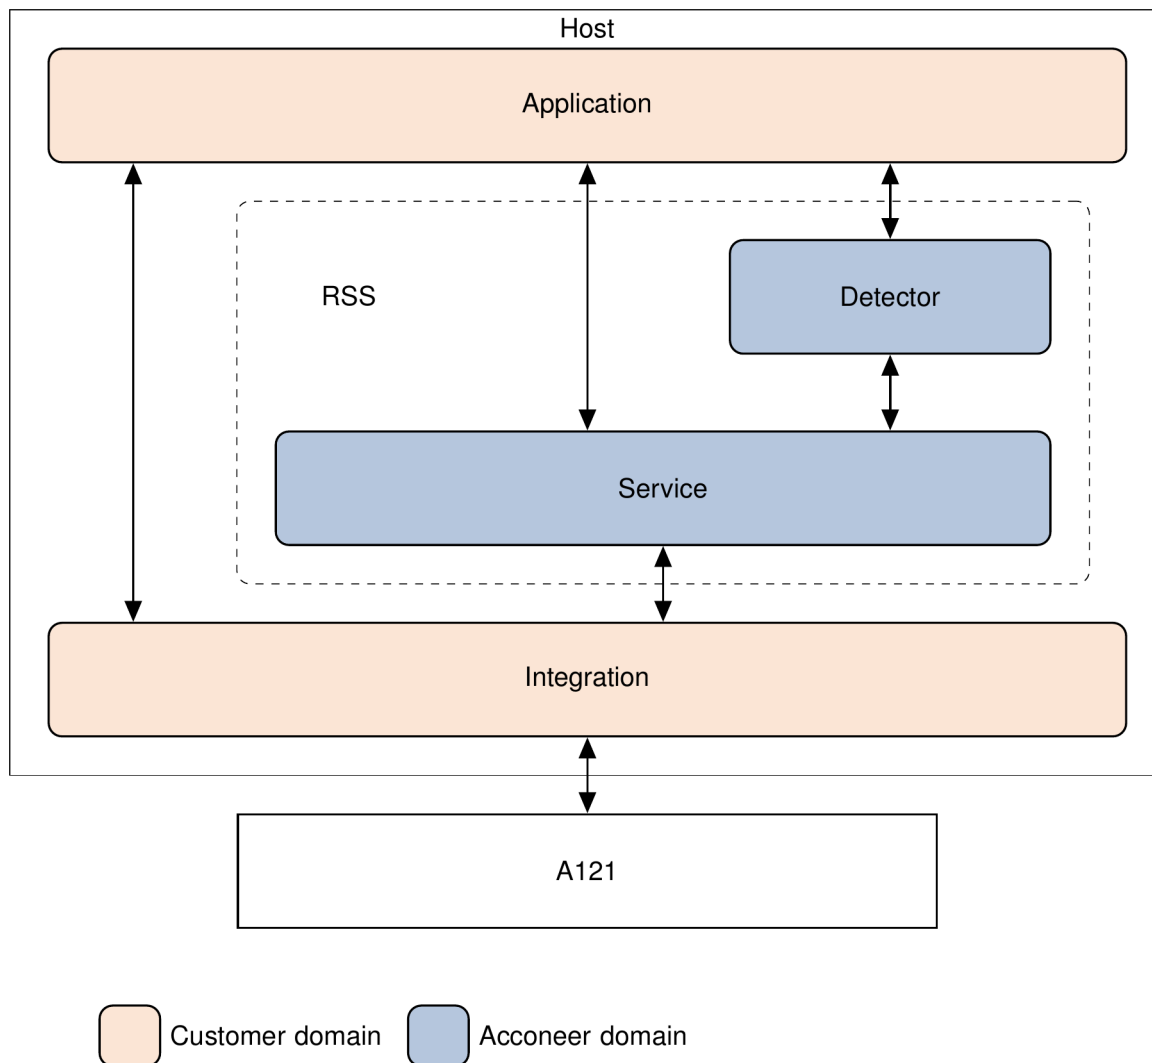 Host
Application
RSS
Detector
Service
Integration
A121
Customer domain
Acconeer domain